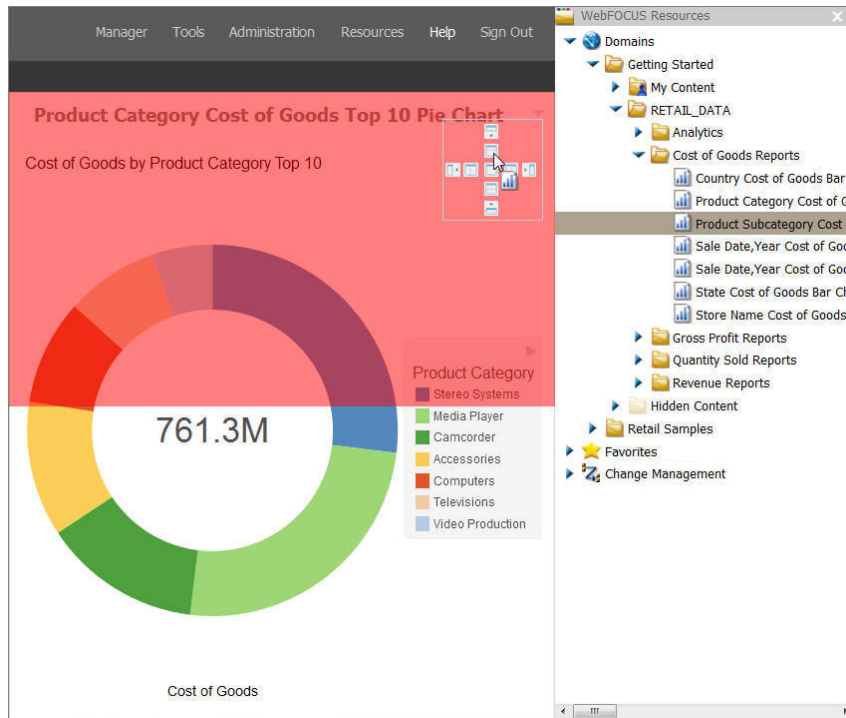 Manager Tools Administration Resources Help Sign Out
Product Category Cost of Goods Top 10 Pie Chart
Cost of Goods by Product Category Top 10
761.3M
Product Category
Stereo Systems
Media Player
Camcorder
Accessories
Computers
Televisions
Video Production
Cost of Goods
WebFOCUS Resources
Domains
Getting Started
My Content
RETAIL_DATA
Analytics
Cost of Goods Reports
Country Cost of Goods Bar
Product Category Cost of G
Product Subcategory Cost
Sale Date,Year Cost of Goo
Sale Date,Year Cost of Goo
State Cost of Goods Bar Ch
Store Name Cost of Goods
Gross Profit Reports
Quantity Sold Reports
Revenue Reports
Hidden Content
Retail Samples
Favorites
Change Management